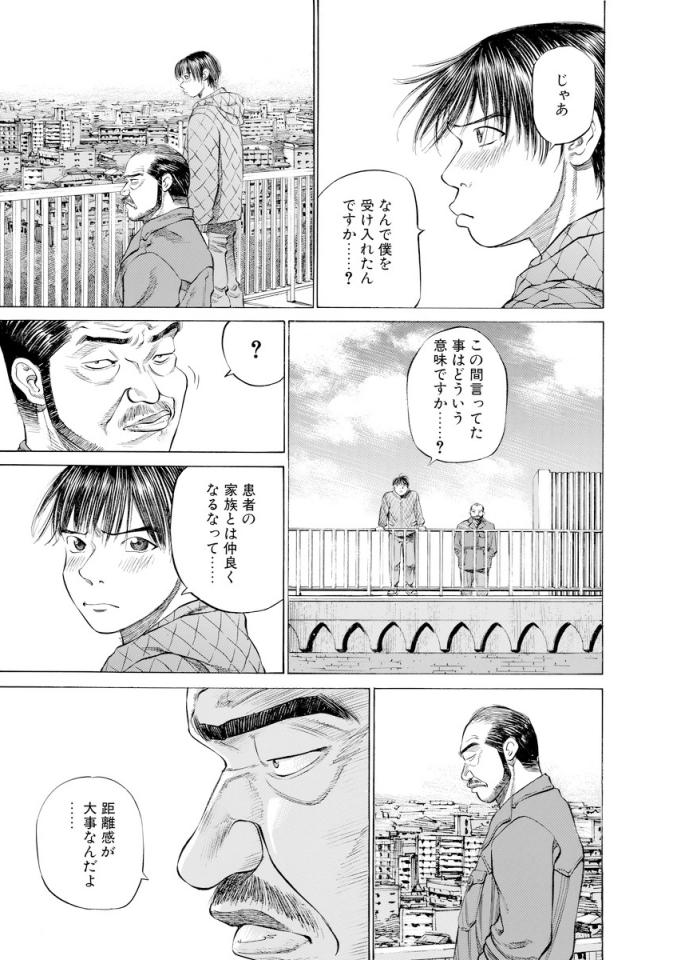 じゃあ
なんで僕を
受け入れたん
ですか……?
この間言ってた
事はどういう
意味ですか……?
?
患者の
家族とは仲良く
なるなって……
距離感が
大事なんだよ
……